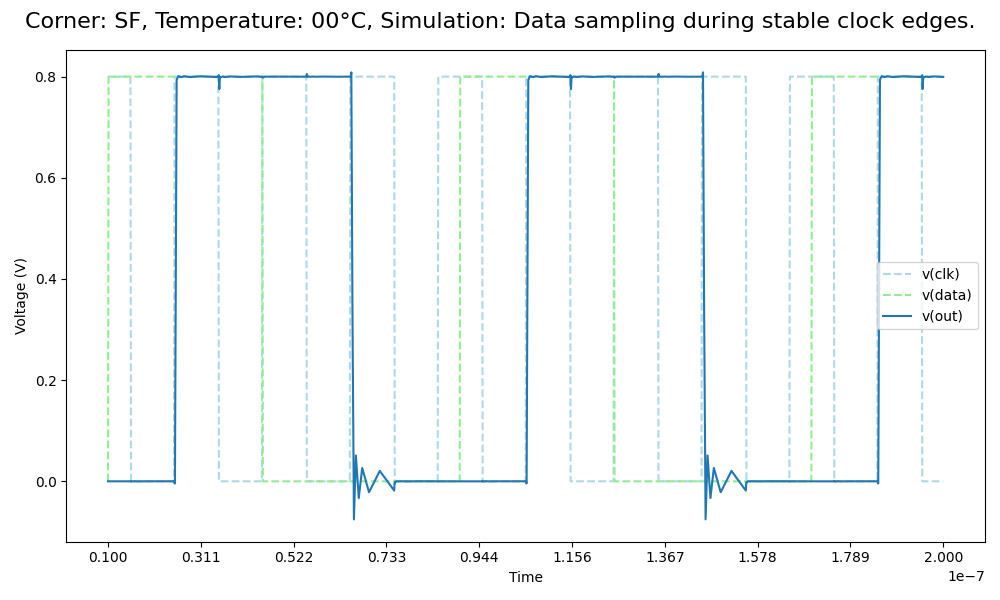 Corner: SF, Temperature: 00°C, Simulation: Data sampling during stable clock edges.
Voltage (V)
0.8
0.6
0.4
0.2
0.0
v(clk)
v(data)
v(out)
0.100 0.311 0.522 0.733 0.944 1.156 1.367 1.578 1.789 2.000
Time
1e−7